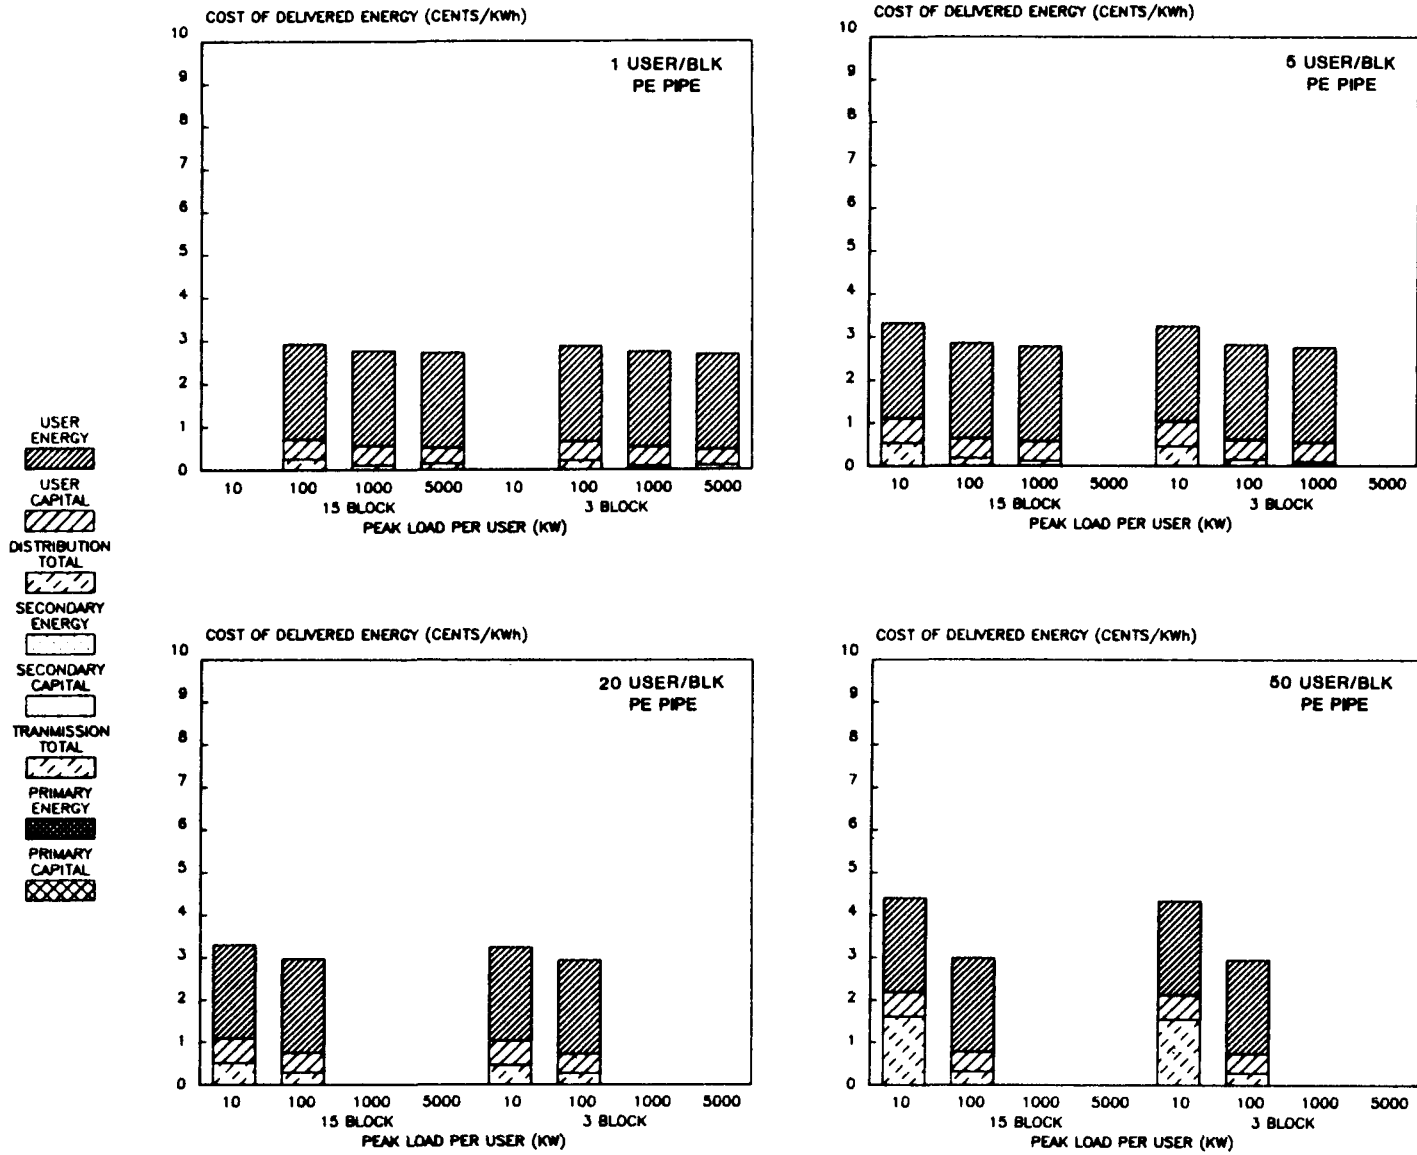 COST OF DELIVERED ENERGY (CENTS/KWh)
10
9
8
7
6
5
4
3
2
1
0
1 USER/BLK
PE PIPE
10 100 1000 5000 10 100 1000 5000
15 BLOCK 3 BLOCK
PEAK LOAD PER USER (KW)
COST OF DELIVERED ENERGY (CENTS/KWh)
10
9
8
7
6
5
4
3
2
1
0
5 USER/BLK
PE PIPE
10 100 1000 5000 10 100 1000 5000
15 BLOCK 3 BLOCK
PEAK LOAD PER USER (KW)
USER
ENERGY
USER
CAPITAL
DISTRIBUTION
TOTAL
SECONDARY
ENERGY
SECONDARY
CAPITAL
TRANMISSION
TOTAL
PRIMARY
ENERGY
PRIMARY
CAPITAL
COST OF DELIVERED ENERGY (CENTS/KWh)
10
9
8
7
6
5
4
3
2
1
0
20 USER/BLK
PE PIPE
10 100 1000 5000 10 100 1000 5000
15 BLOCK 3 BLOCK
PEAK LOAD PER USER (KW)
COST OF DELIVERED ENERGY (CENTS/KWh)
10
9
8
7
6
5
4
3
2
1
0
50 USER/BLK
PE PIPE
10 100 1000 5000 10 100 1000 5000
15 BLOCK 3 BLOCK
PEAK LOAD PER USER (KW)